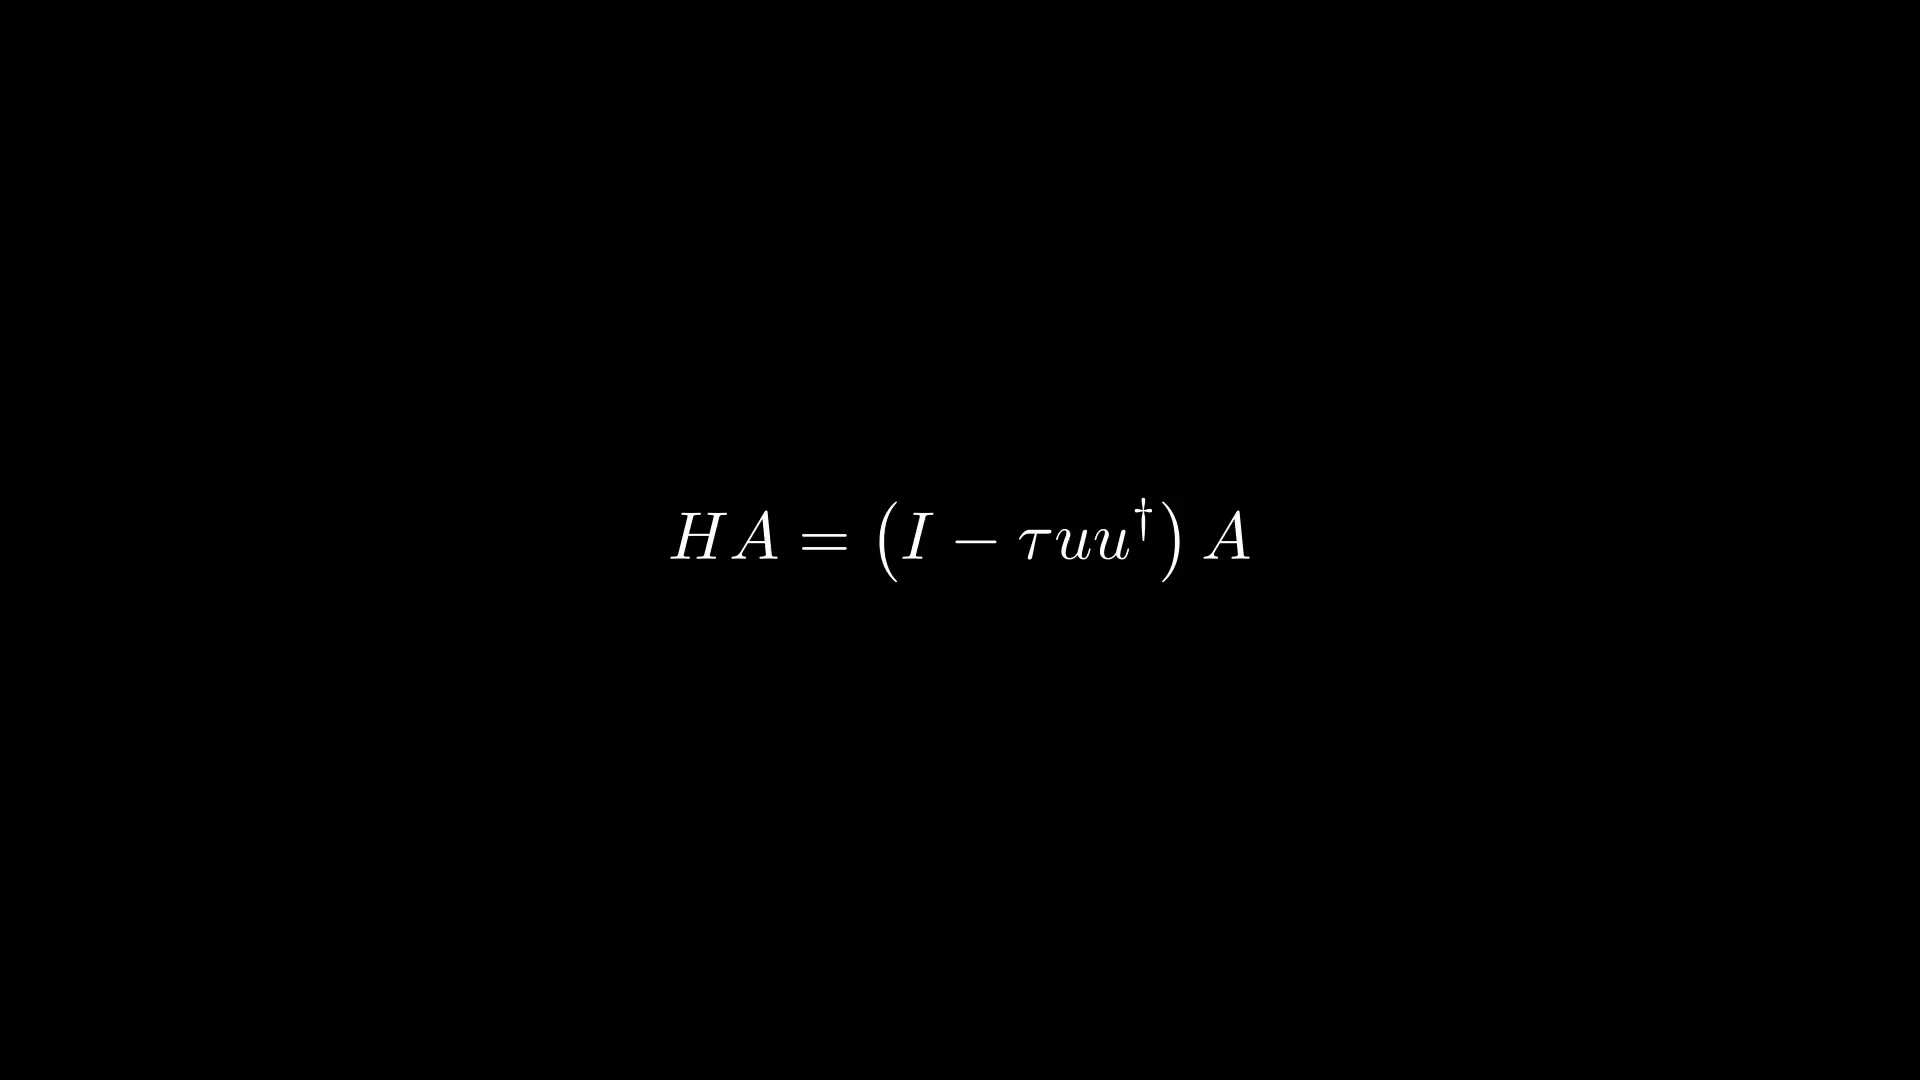 HA = (I − τuu†) A